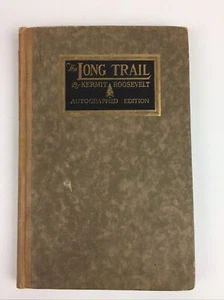 The LONG TRAIL
By KERMIT ROOSEVELT
AUTOGRAPHED EDITION